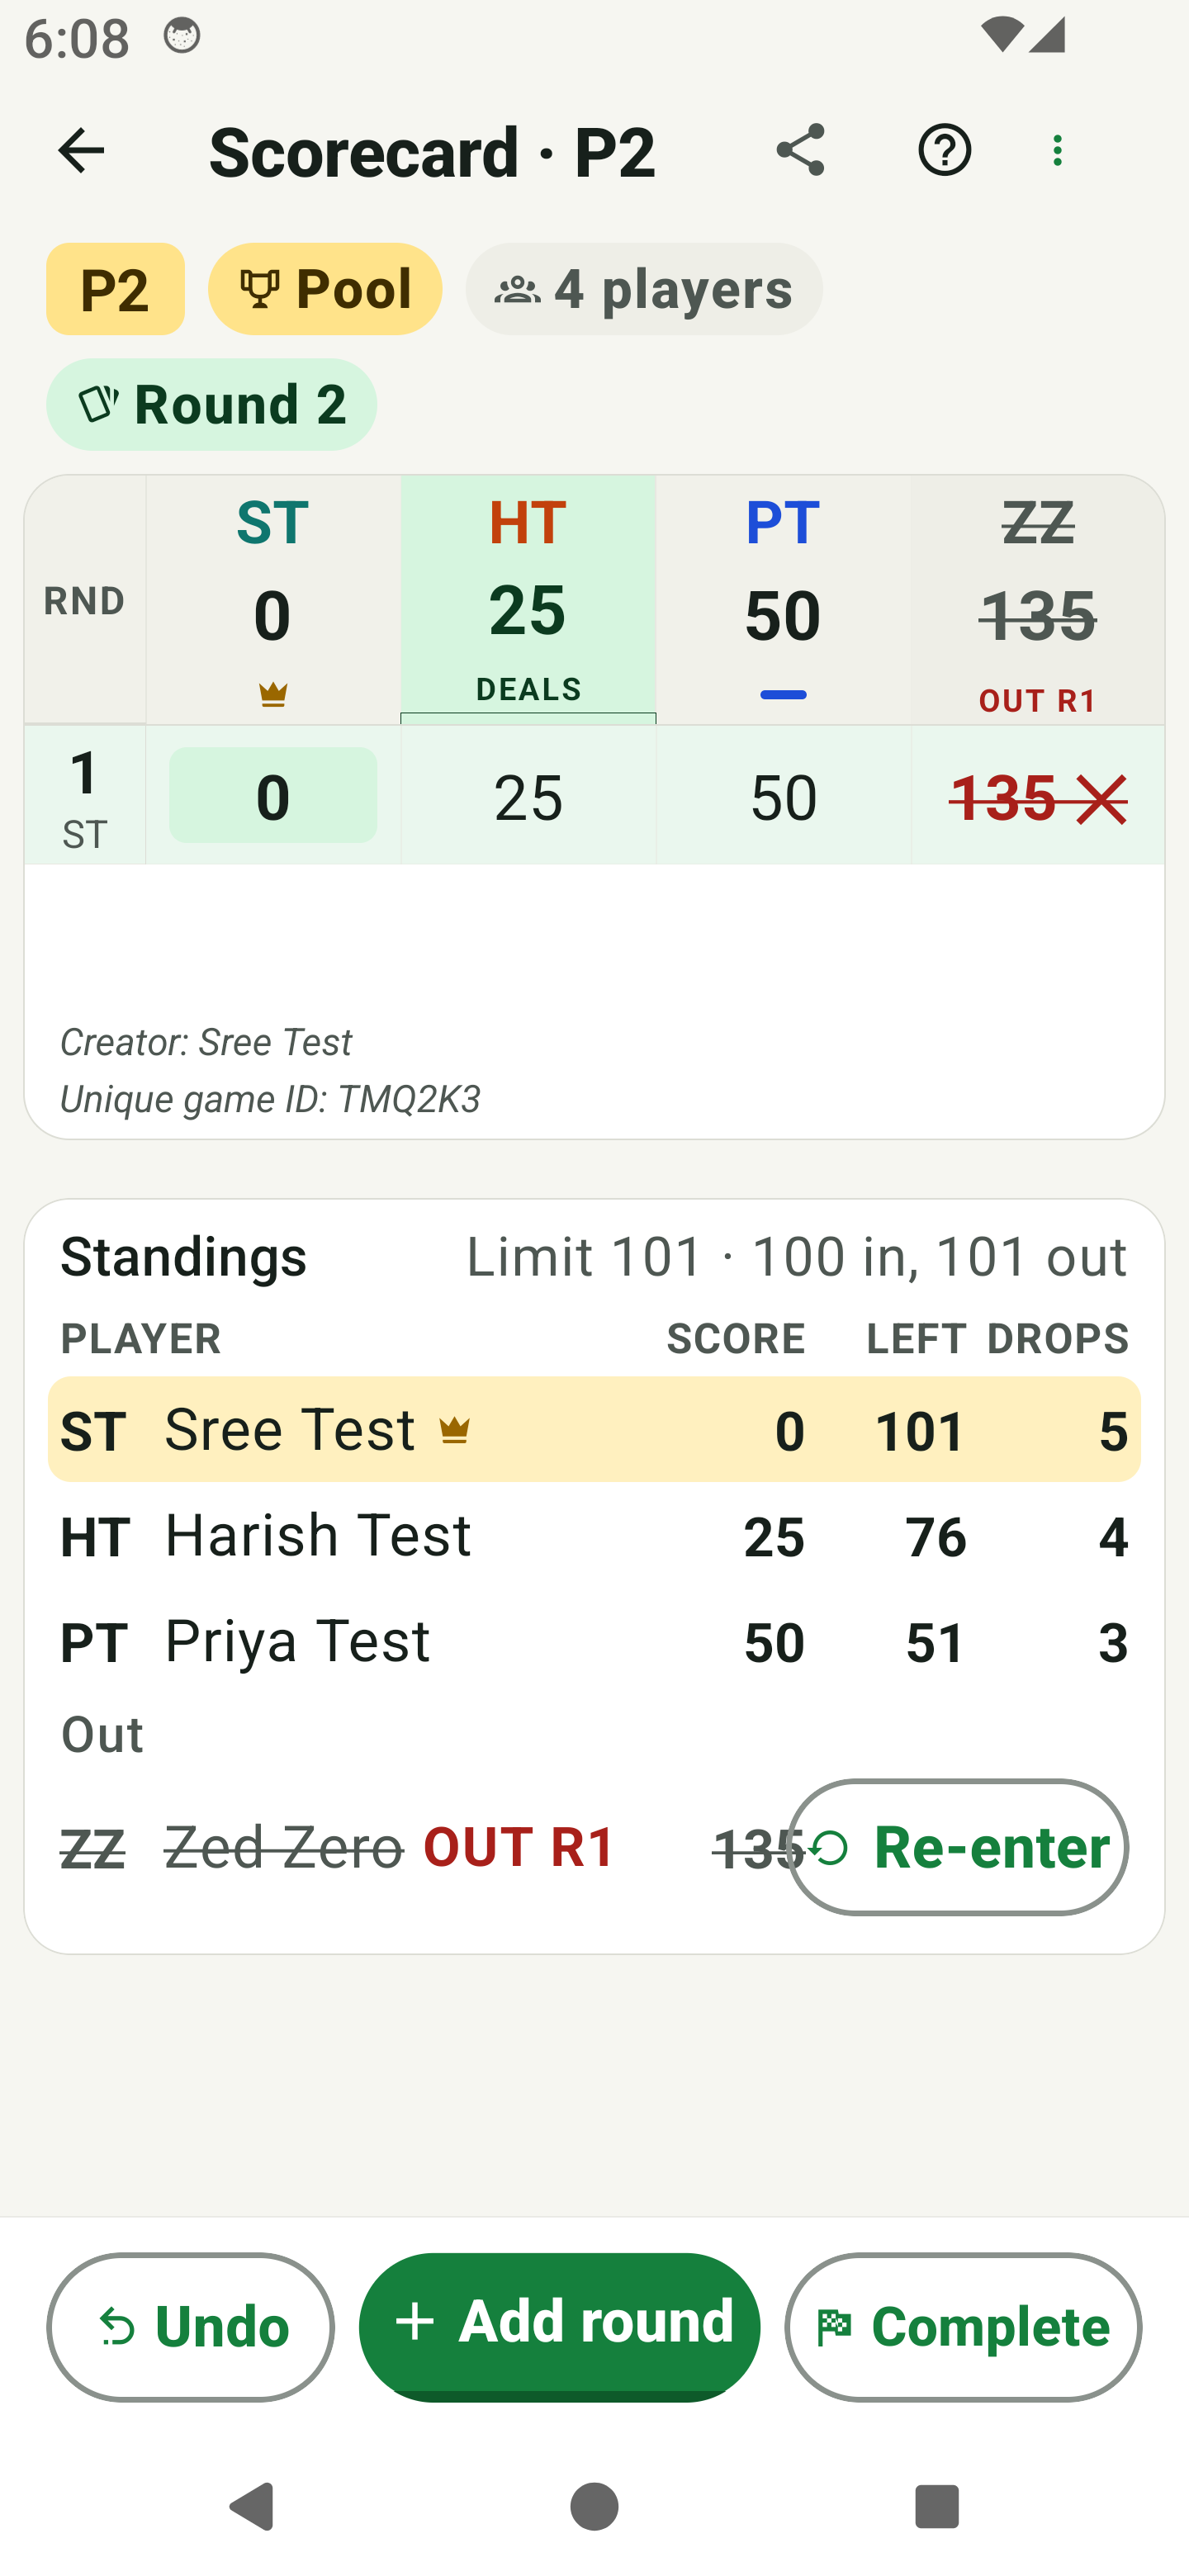 6:08
Scorecard · P2
P2 Pool 4 players
Round 2
RND ST HT PT ZZ
0 25 50 135
DEALS OUT R1
1 0 25 50 135
ST
Creator: Sree Test
Unique game ID: TMQ2K3
Standings Limit 101 · 100 in, 101 out
PLAYER SCORE LEFT DROPS
ST Sree Test 0 101 5
HT Harish Test 25 76 4
PT Priya Test 50 51 3
Out
ZZ Zed Zero OUT R1 135 Re-enter
Undo + Add round Complete